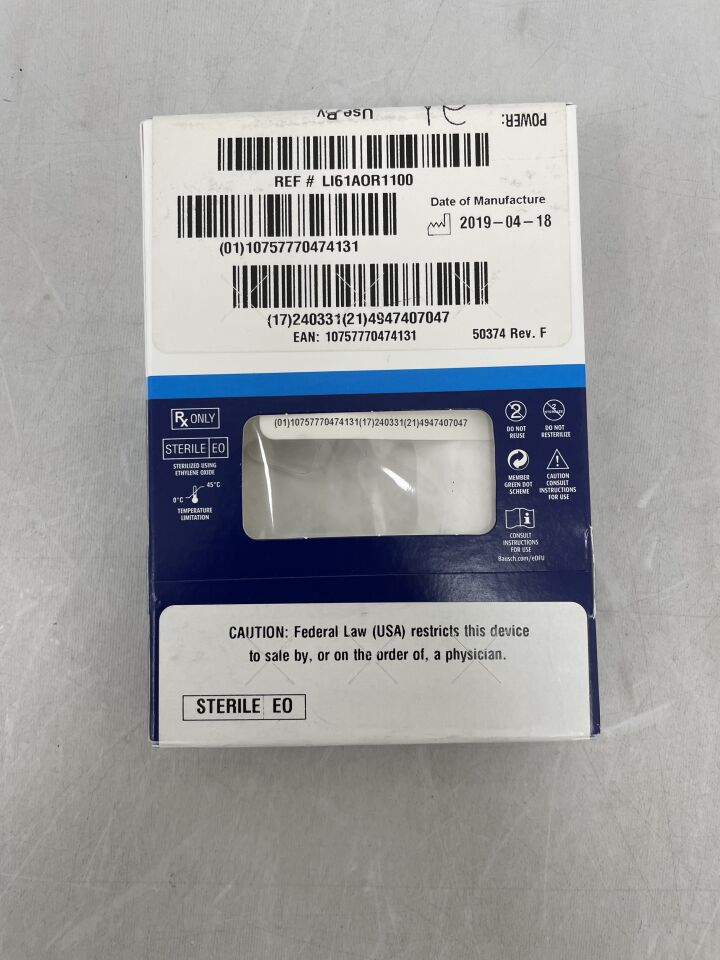 POWER:
Use By
REF # LI61AOR1100
Date of Manufacture
2019-04-18
(01)10757770474131
(17)240331(21)4947407047
EAN: 10757770474131
50374 Rev. F
Rx ONLY
STERILE EO
STERILIZED USING
ETHYLENE OXIDE
0°C
45°C
TEMPERATURE
LIMITATION
(01)10757770474131(17)240331(21)4947407047
2
DO NOT
REUSE
2
STERILIZE
DO NOT
RESTERILIZE
MEMBER
GREEN DOT
SCHEME
CAUTION
CONSULT
INSTRUCTIONS
FOR USE
CONSULT
INSTRUCTIONS
FOR USE
Bausch.com/eDFU
CAUTION: Federal Law (USA) restricts this device
to sale by, or on the order of, a physician.
STERILE EO